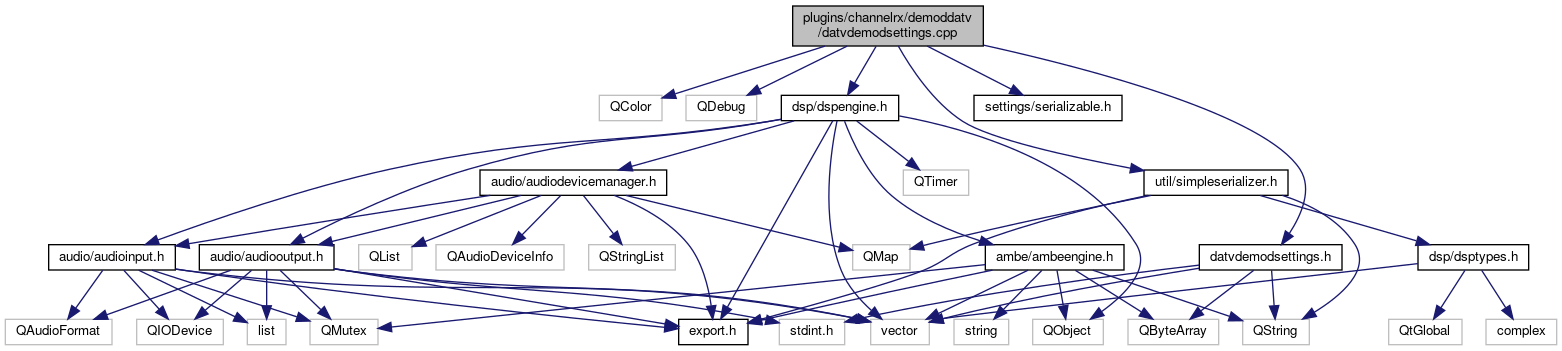 plugins/channelrx/demoddatv
/datvdemodsettings.cpp
QColor
QDebug
dsp/dspengine.h
settings/serializable.h
audio/audiodevicemanager.h
QTimer
util/simpleserializer.h
audio/audioinput.h
audio/audiooutput.h
QList
QAudioDeviceInfo
QStringList
QMap
ambe/ambeengine.h
datvdemodsettings.h
dsp/dsptypes.h
QAudioFormat
QIODevice
list
QMutex
export.h
stdint.h
vector
string
QObject
QByteArray
QString
QtGlobal
complex